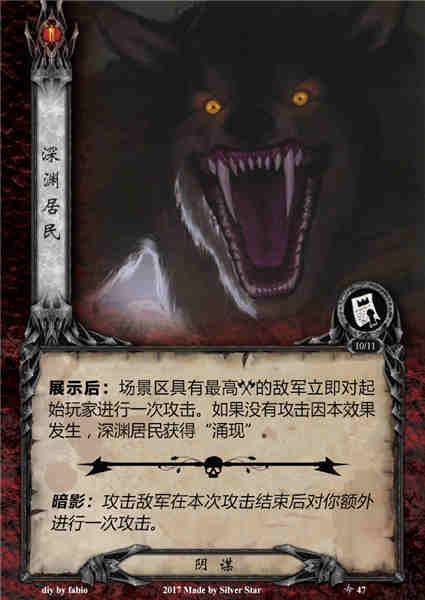 深渊居民
10/11
展示后：场景区具有最高的敌军立即对起
始玩家进行一次攻击。如果没有攻击因本效果
发生，深渊居民获得“涌现”。
暗影：攻击敌军在本次攻击结束后对你额外
进行一次攻击。
阴谋
diy by fabio
2017 Made by Silver Star
47